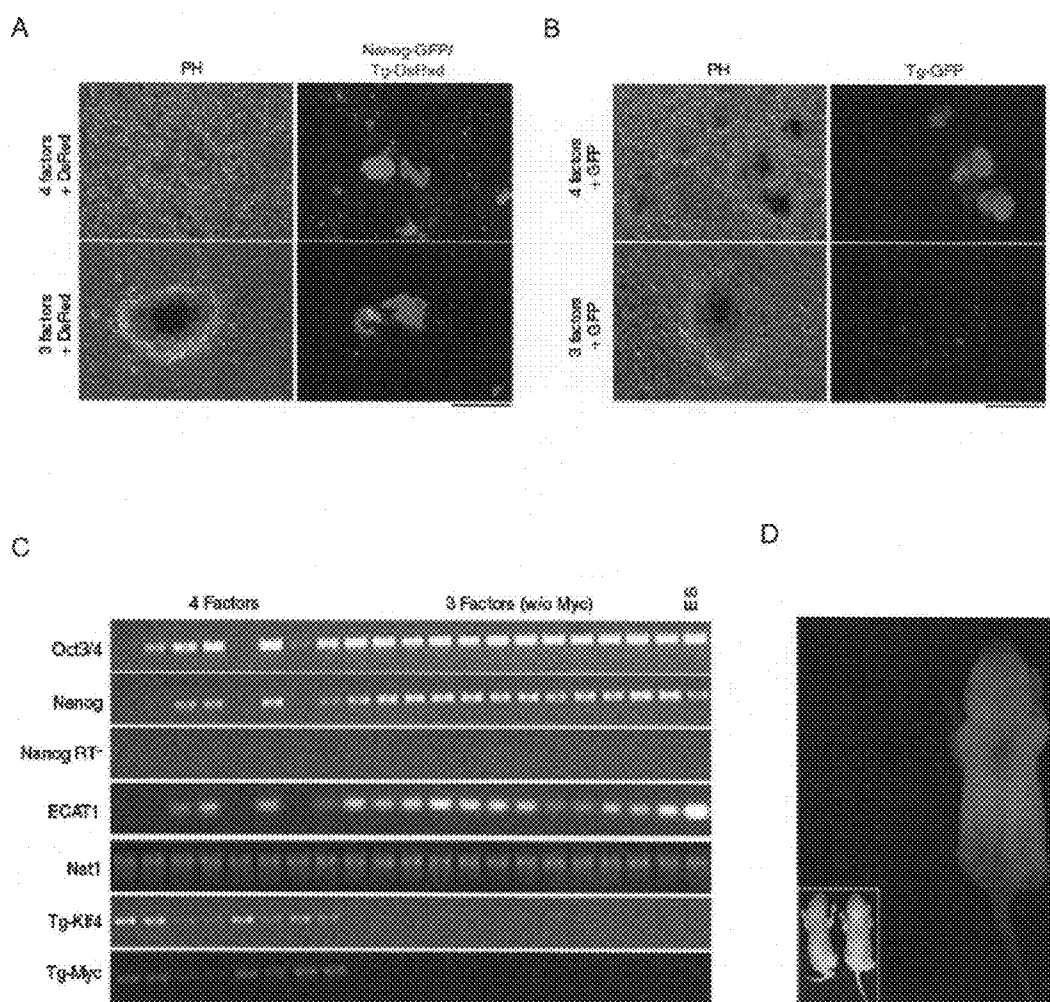 A
Nanog-GFP/
PH
Tg-DsRed
4 factors
+ DsRed
3 factors
+ DsRed
B
PH
Tg-GFP
4 factors
+ GFP
3 factors
+ GFP
C
4 Factors
3 Factors (w/o Myc)
ES
Oct3/4
Nanog
Nanog RT-
ECAT1
Nat1
Tg-Klf4
Tg-Myc
D